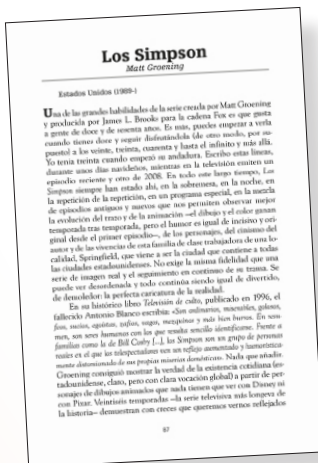 Los Simpson
Matt Groening
Estados Unidos (1989-)
Una de las grandes habilidades de la serie creada por Matt Groening
y producida por James L. Brooks para la cadena Fox es que gusta
a gente de doce y de sesenta años. Es más, puedes empezar a verla
cuando tienes doce y seguir disfrutándola (de otro modo, por su-
puesto) a los veinte, treinta, cuarenta y hasta el infinito y más allá.
Yo tenía treinta cuando empezó su andadura. Escribo estas líneas,
durante unos días navideños, mientras en la televisión emiten un
episodio reciente y otro de 2008. En todo este largo tiempo, Los
Simpson siempre han estado ahí, en la sobremesa, en la noche, en
la repetición de la repetición, en un programa especial, en la mezcla
de episodios antiguos y nuevos que nos permiten observar mejor
la evolución del trazo y de la animación –el dibujo y el color ganan
temporada tras temporada, pero el humor es igual de incisivo y ori-
ginal desde el primer episodio–, de los personajes, del cinismo del
autor y de las vivencias de esta familia de clase trabajadora de una lo-
calidad, Springfield, que viene a ser la ciudad que contiene a todas
las ciudades estadounidenses. No exige la misma fidelidad que una
serie de imagen real y el seguimiento en continuo de su trama. Se
puede ver desordenada y todo continúa siendo igual de divertido,
de demoledor: la perfecta caricatura de la realidad.
En su histórico libro Televisión de culto, publicado en 1996, el
fallecido Antonio Blanco escribía: «Son ordinarios, miserables, golosos,
feos, sucios, egoístas, zafios, vagos, mezquinos y más bien burros. En resu-
men, son seres humanos con los que resulta sencillo identificarse. Frente a
familias como la de Bill Cosby [...], los Simpson son un grupo de personas
reales en el que los telespectadores ven un reflejo aumentado y humorística-
mente distorsionado de sus propias miserias domésticas». Nada que añadir.
Groening consiguió mostrar la verdad de la existencia cotidiana (es-
tadounidense, claro, pero con clara vocación global) a partir de per-
sonajes de dibujos animados que nada tienen que ver con Disney ni
con Pixar. Veintiséis temporadas –la serie televisiva más longeva de
la historia– demuestran con creces que queremos vernos reflejados